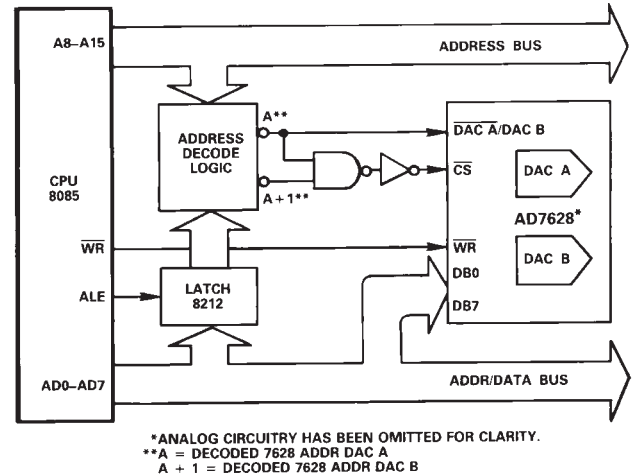 A8–A15
ADDRESS BUS
A**
ADDRESS
DECODE
LOGIC
A + 1**
DAC A/DAC B
CS
DAC A
CPU
8085
AD7628*
WR
WR
DAC B
DB0
DB7
ALE
LATCH
8212
AD0–AD7
ADDR/DATA BUS
*ANALOG CIRCUITRY HAS BEEN OMITTED FOR CLARITY.
**A = DECODED 7628 ADDR DAC A
A + 1 = DECODED 7628 ADDR DAC B